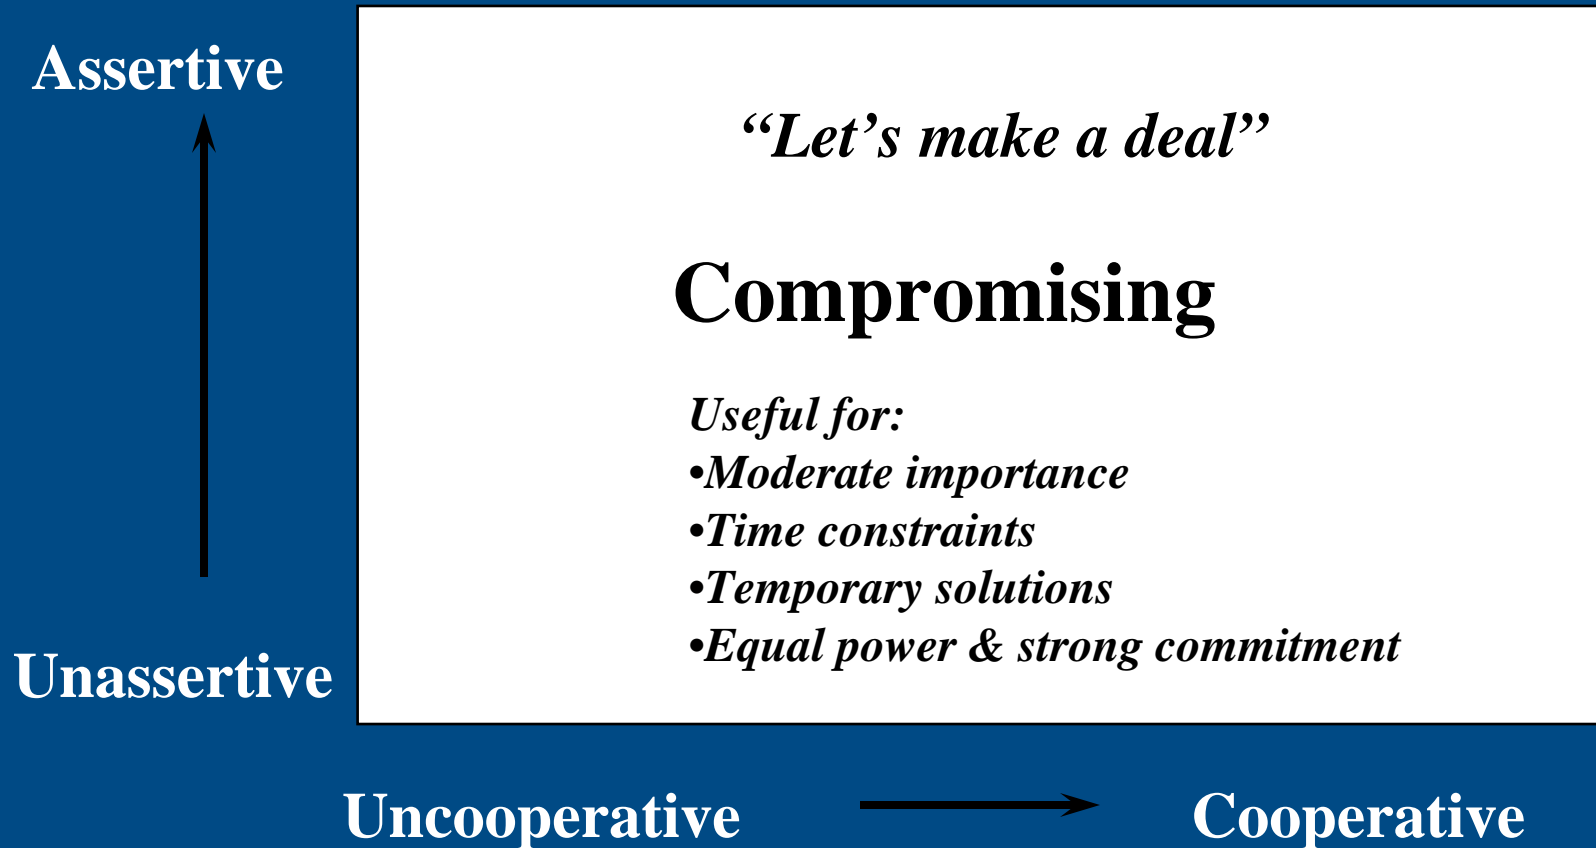 Assertive
“Let’s make a deal”
Compromising
Useful for:
•Moderate importance
•Time constraints
•Temporary solutions
•Equal power & strong commitment
Unassertive
Uncooperative
Cooperative